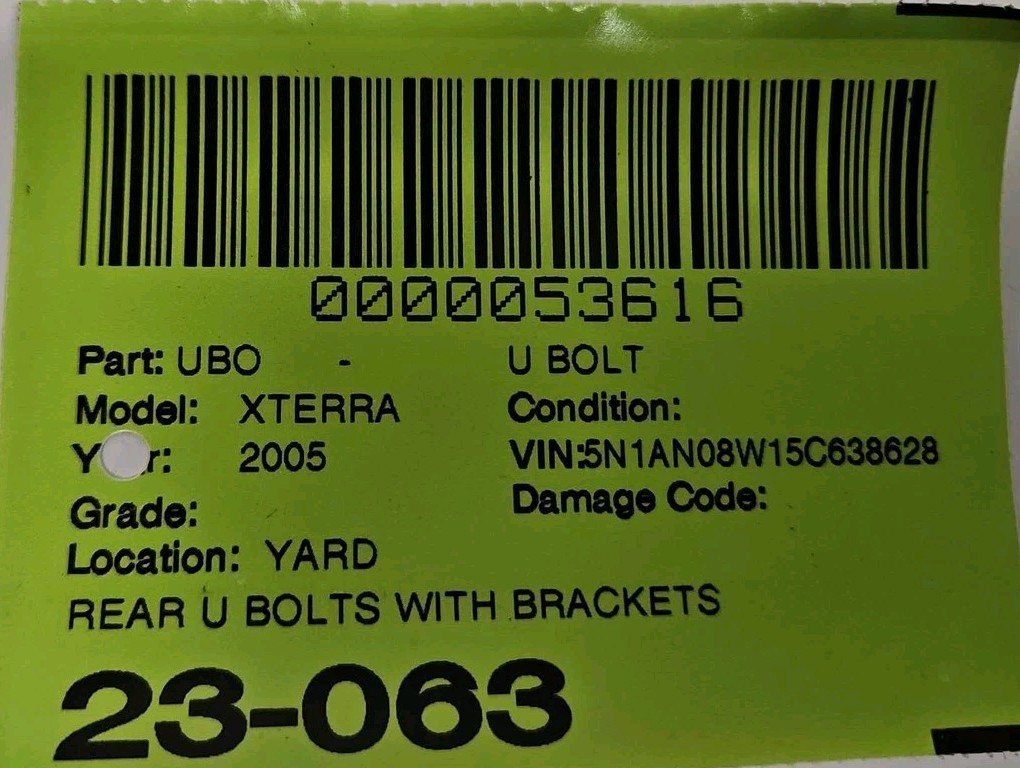 0000053616
Part: UBO - U BOLT
Model: XTERRA Condition:
Y r: 2005 VIN:5N1AN08W15C638628
Grade: Damage Code:
Location: YARD
REAR U BOLTS WITH BRACKETS
23-063